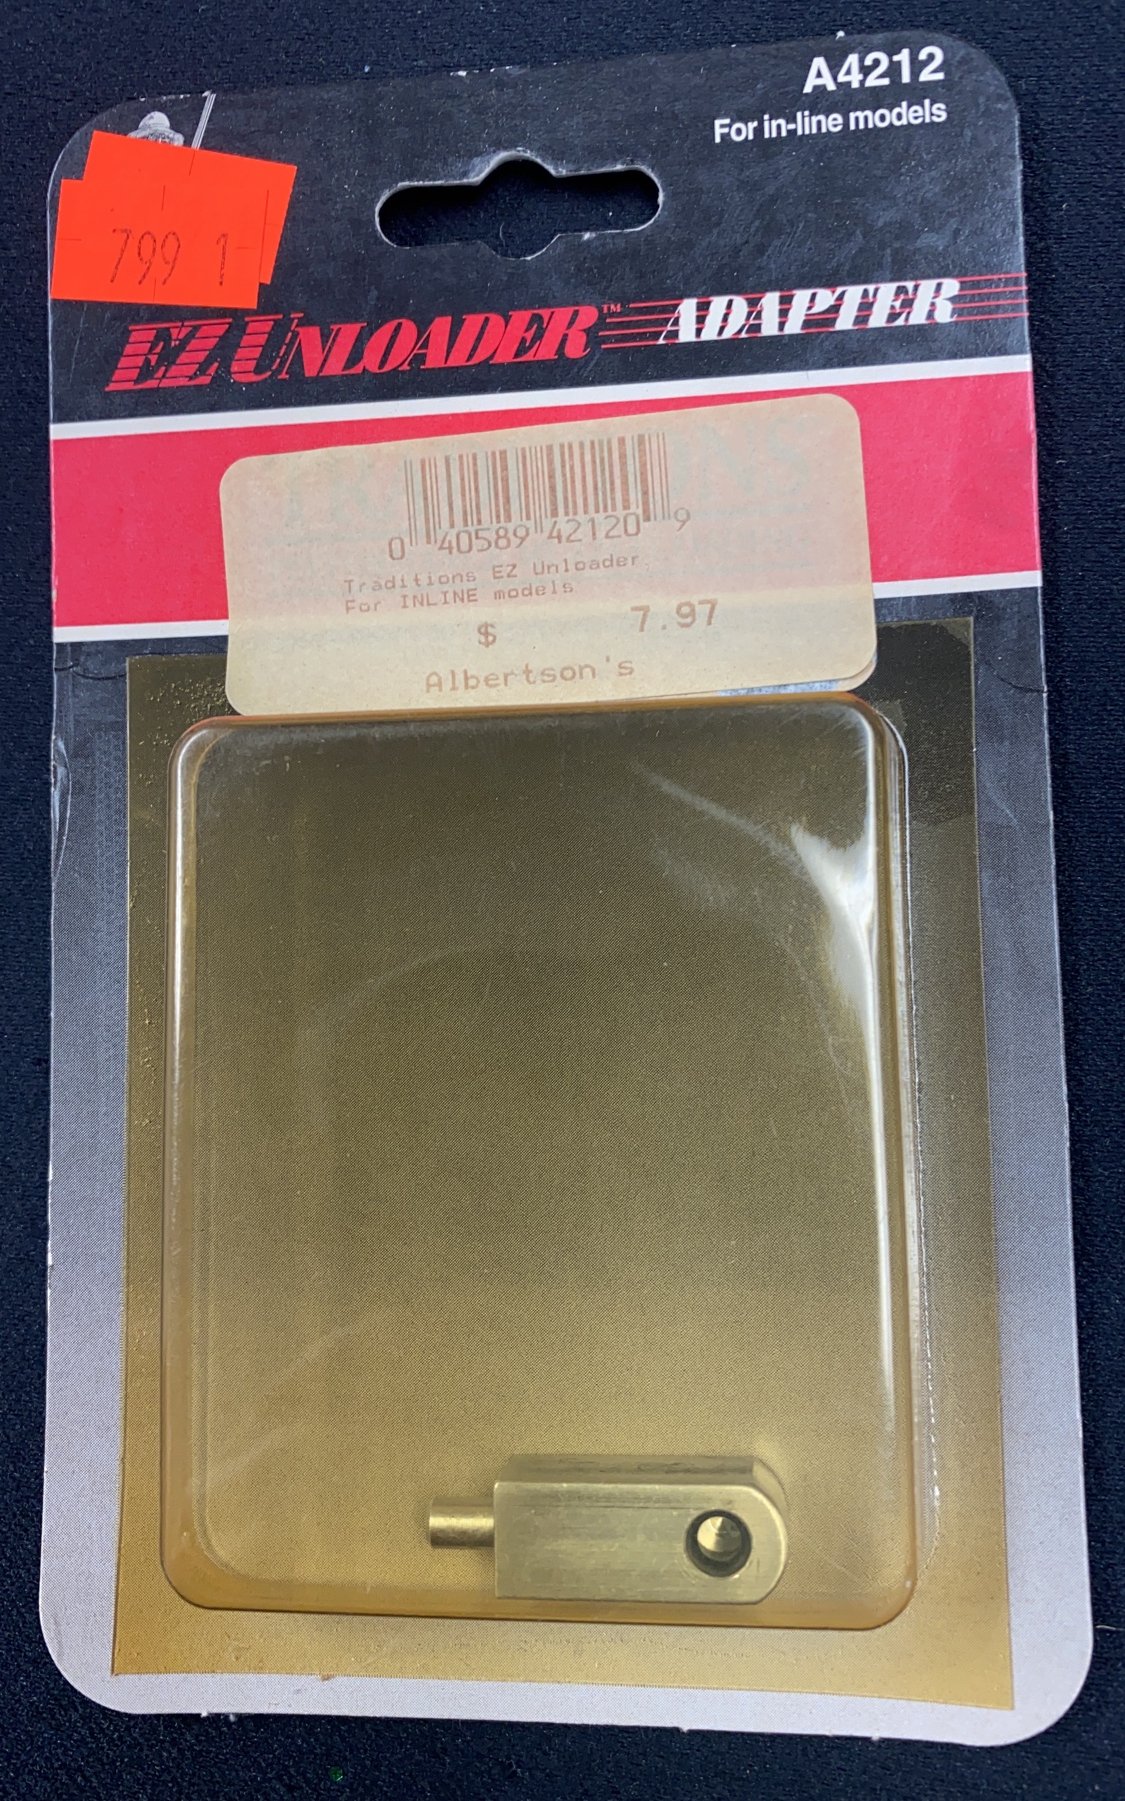 A4212
For in-line models
799 1
EZ UNLOADER™ ADAPTER
0 40589 42120 9
Traditions EZ Unloader
For INLINE models
$ 7.97
Albertson's